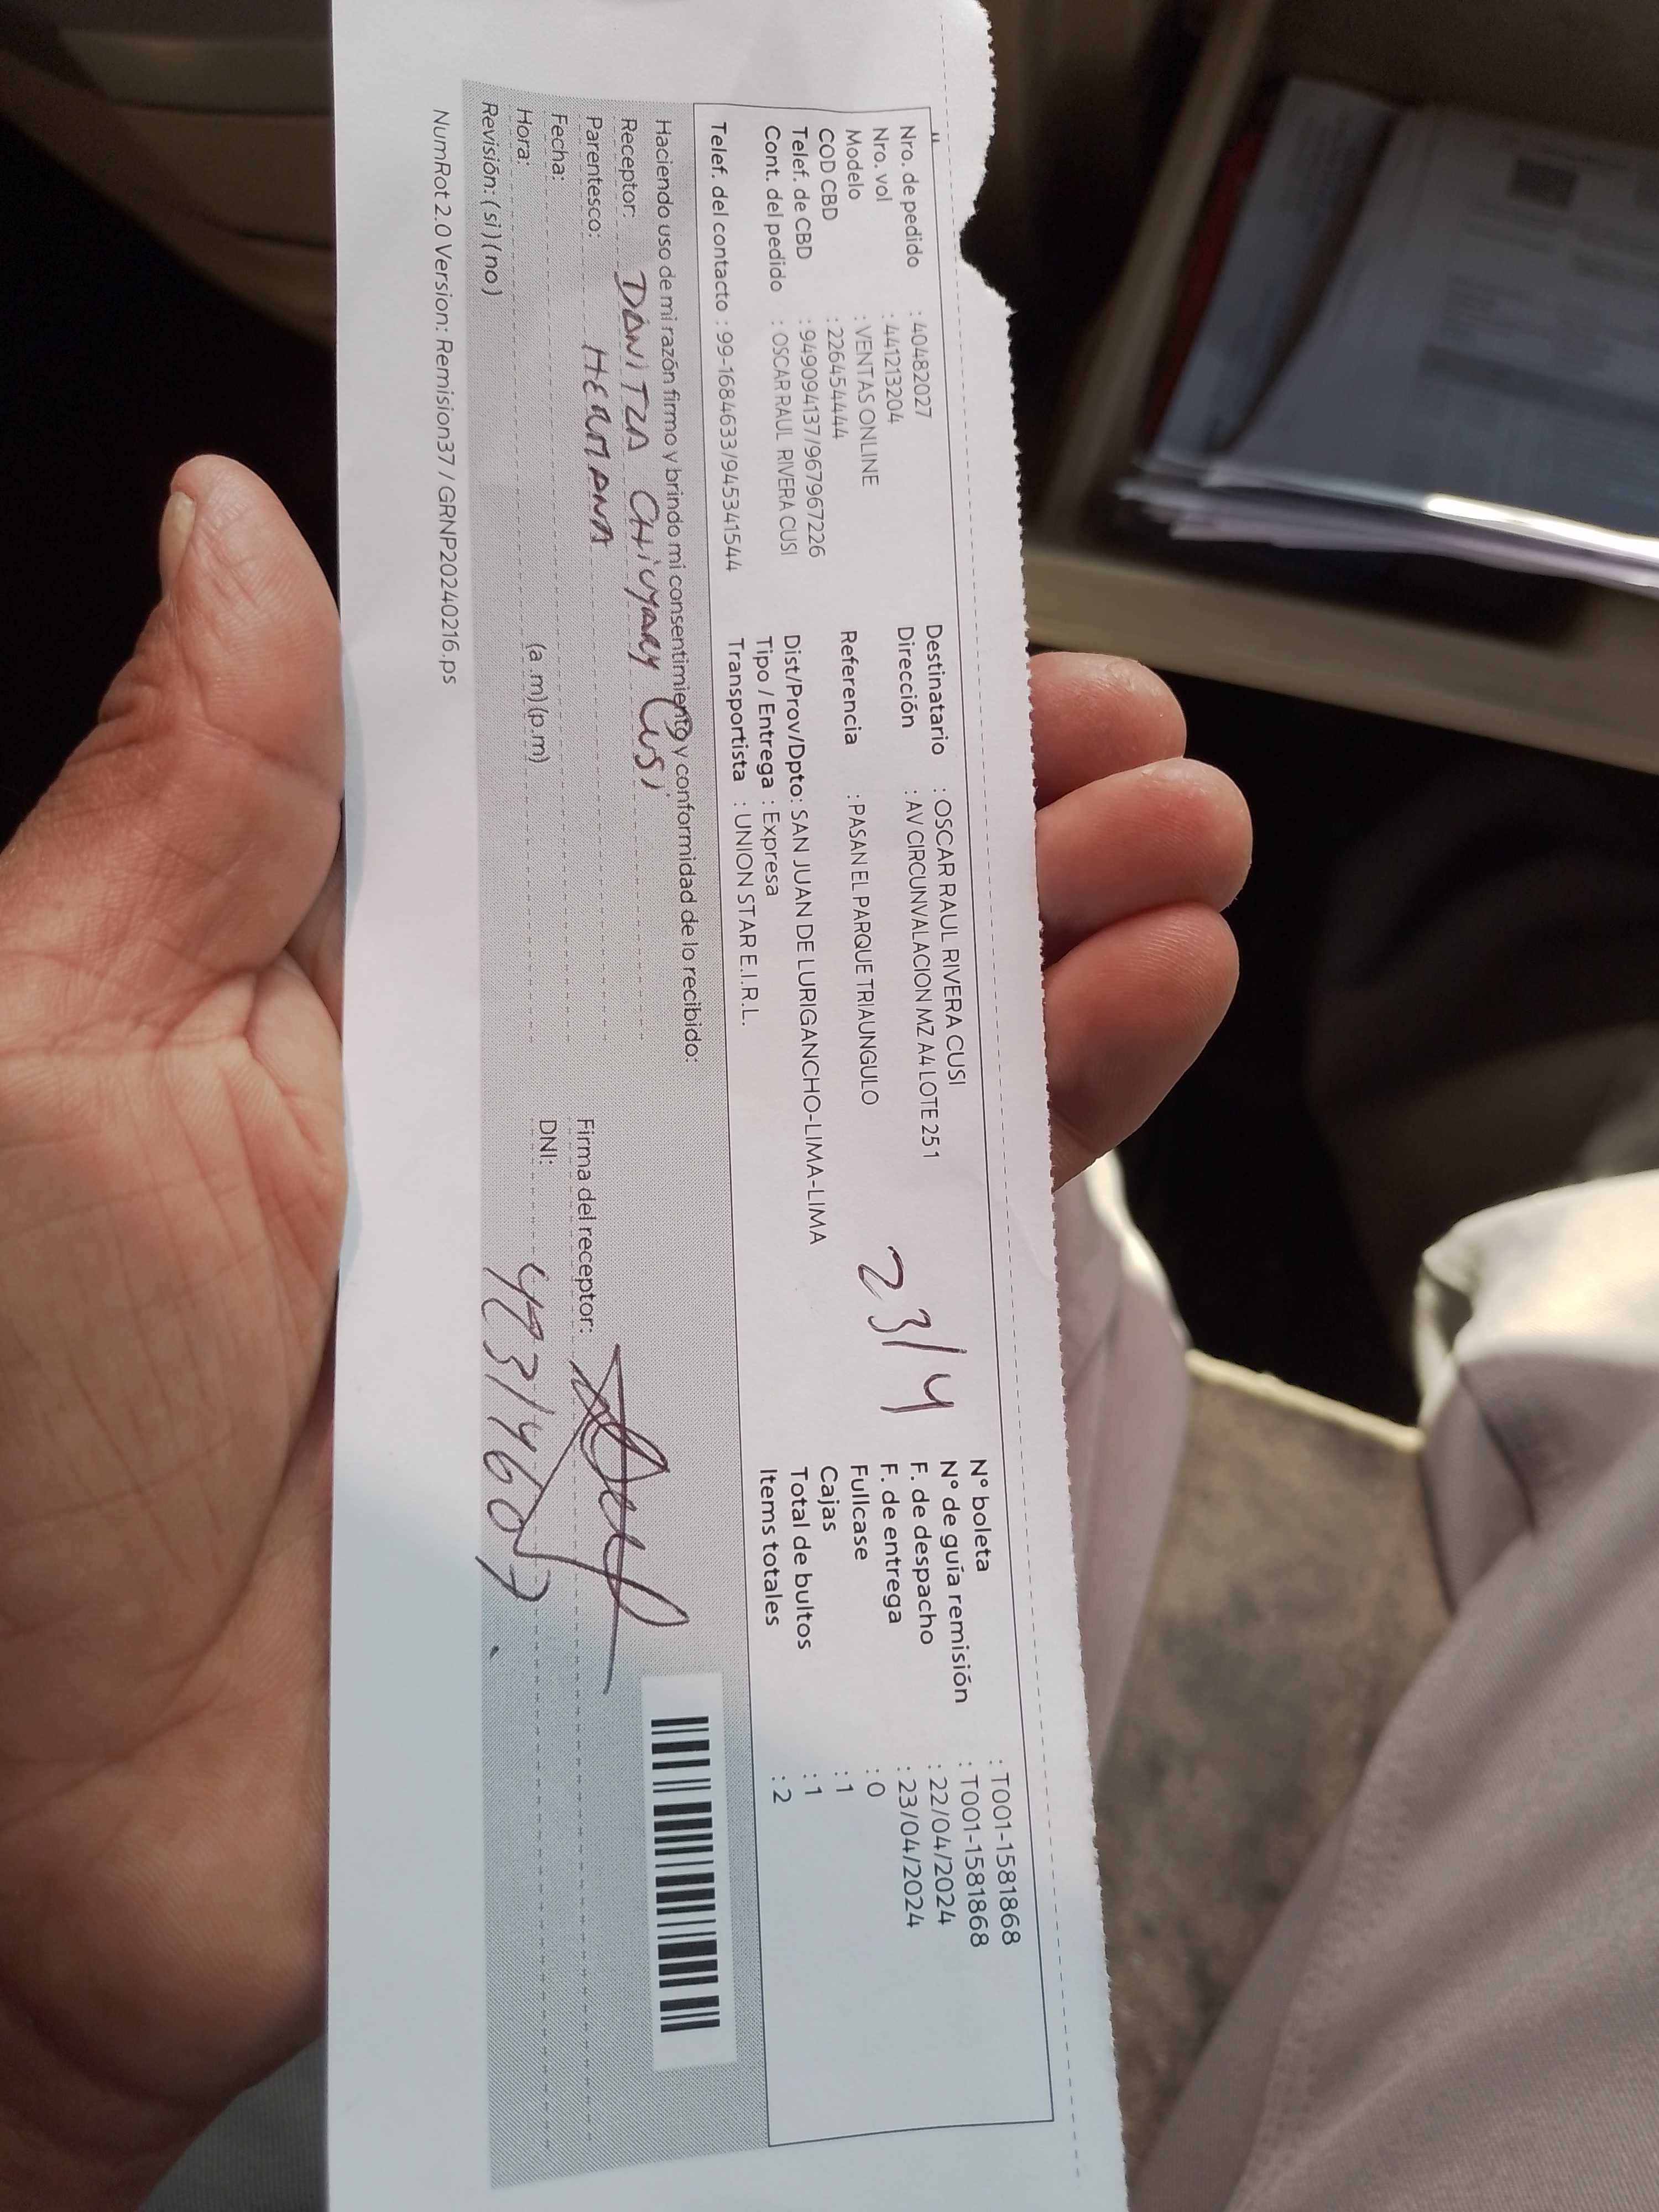 Nro. de pedido : 40482027
Nro. vol : 441213204
Modelo : VENTAS ONLINE
COD CBD : 226454444
Telef. de CBD : 949094137/967967226
Cont. del pedido : OSCAR RAUL RIVERA CUSI
Telef. del contacto : 99-1684633/945341544
Destinatario : OSCAR RAUL RIVERA CUSI
Dirección : AV CIRCUNVALACION MZ A4 LOTE 251
Referencia : PASAN EL PARQUE TRIAUNGULO
Dist/Prov/Dpto: SAN JUAN DE LURIGANCHO-LIMA-LIMA
Tipo / Entrega : Expresa
Transportista : UNION STAR E.I.R.L.
23/4
N° boleta : T001-1581868
N° de guía remisión : T001-1581868
F. de despacho : 22/04/2024
F. de entrega : 23/04/2024
Fullcase : 0
Cajas : 1
Total de bultos : 1
Items totales : 2
Haciendo uso de mi razón firmo y brindo mi consentimiento y conformidad de lo recibido:
Receptor: DANITZA CHIUYARY CUSI
Parentesco: HERMANA
Fecha:
Hora: (a .m) (p.m)
Revisión: (si) (no)
Firma del receptor:
DNI:
NumRot 2.0 Version: Remision37 / GRNP20240216.ps